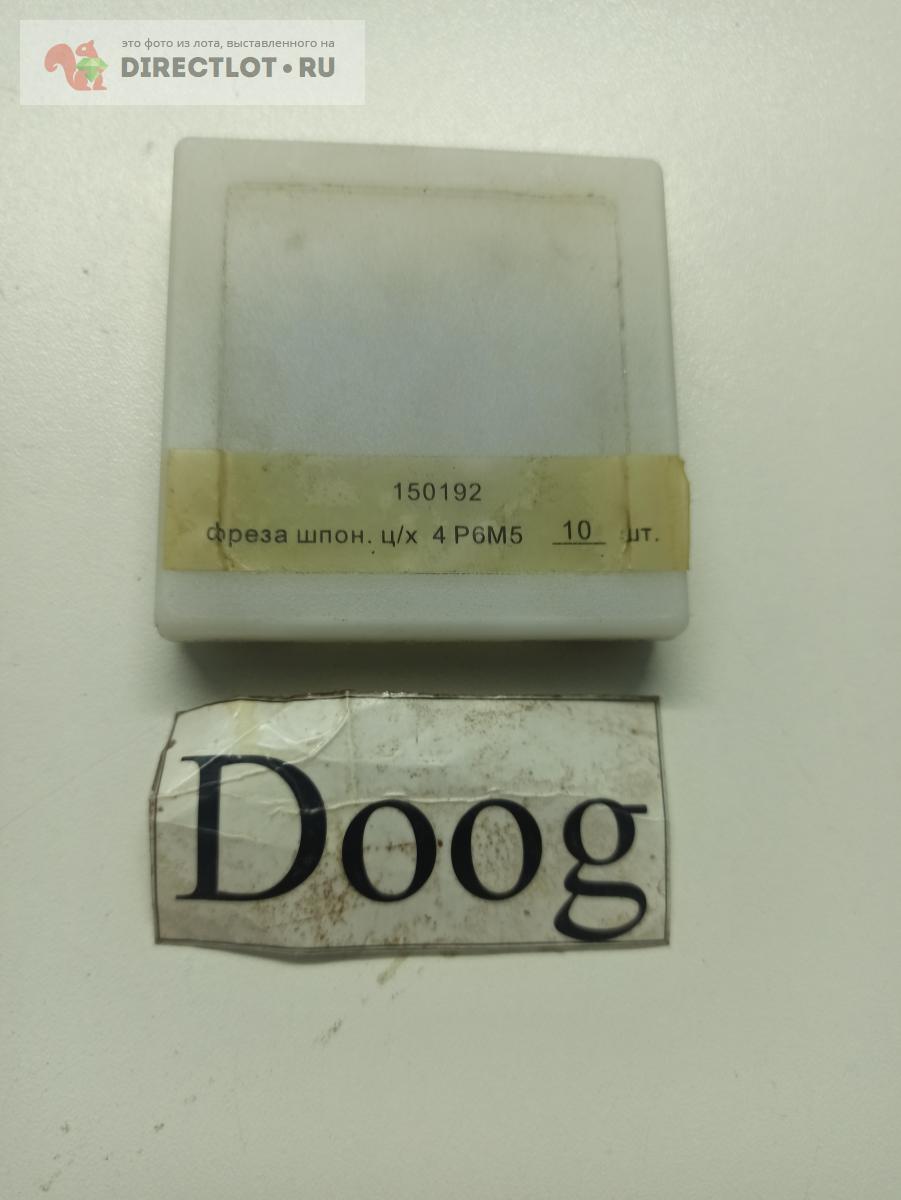 это фото из лота, выставленного на
DIRECTLOT•RU
150192
фреза шпон. ц/х 4 Р6М5 10 шт.
Doog